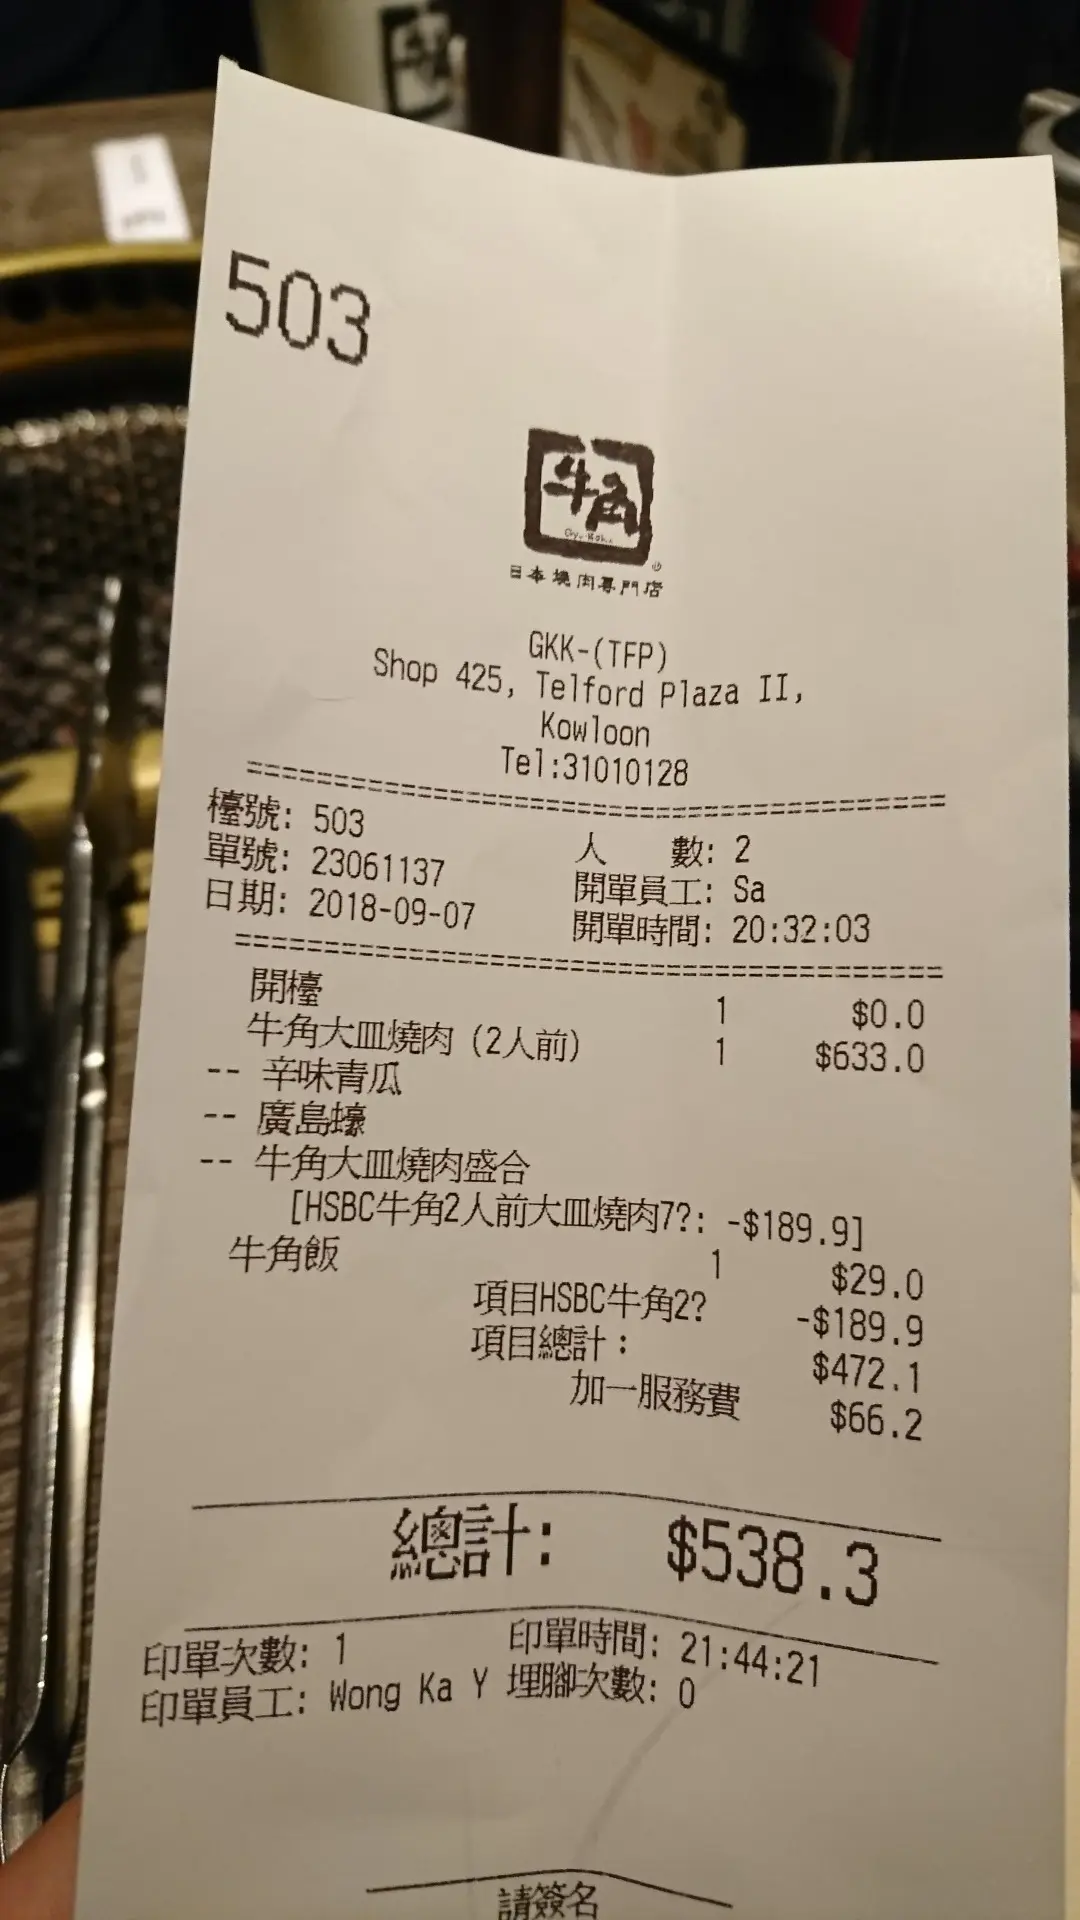 503
牛角
日本燒肉專門店
GKK-(TFP)
Shop 425, Telford Plaza II,
Kowloon
Tel:31010128
檯號: 503 人 數: 2
單號: 23061137 開單員工: Sa
日期: 2018-09-07 開單時間: 20:32:03
開檯 1 $0.0
牛角大皿燒肉 (2人前) 1 $633.0
-- 辛味青瓜
-- 廣島蠔
-- 牛角大皿燒肉盛合
[HSBC牛角2人前大皿燒肉7?: -$189.9]
牛角飯 1 $29.0
項目HSBC牛角2? -$189.9
項目總計: $472.1
加一服務費 $66.2
總計: $538.3
印單次數: 1 印單時間: 21:44:21
印單員工: Wong Ka Y 埋腳次數: 0
請簽名